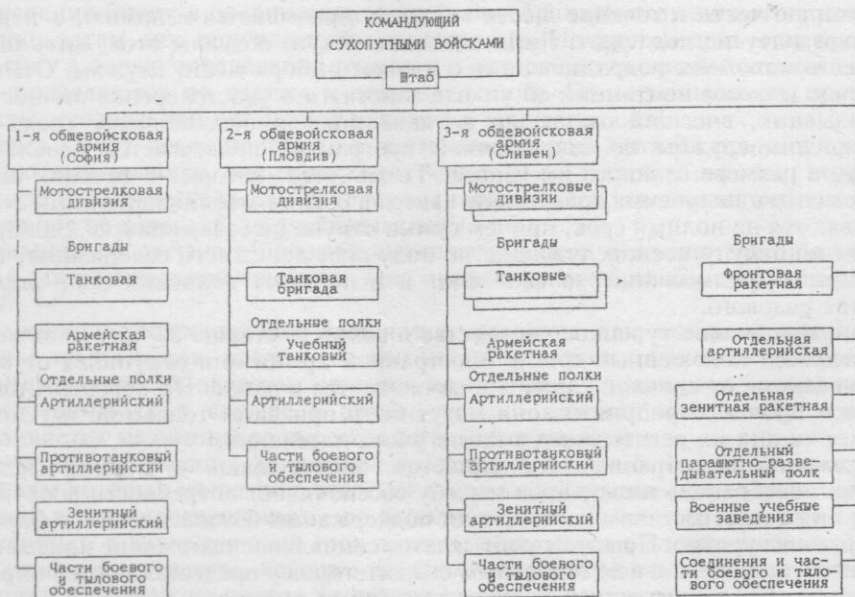 КОМАНДУЮЩИЙ
СУХОПУТНЫМИ ВОЙСКАМИ
Штаб
1-я общевойсковая
армия
(София)
Мотострелковая
дивизия
Бригады
Танковая
Армейская
ракетная
Отдельные полки
Артиллерийский
Противотанковый
артиллерийский
Зенитный
артиллерийский
Части боевого
и тылового
обеспечения
2-я общевойсковая
армия
(Пловдив)
Мотострелковая
дивизия
Танковая
бригада
Отдельные полки
Учебный
танковый
Артиллерийский
Части боевого
и тылового
обеспечения
3-я общевойсковая
армия
(Сливен)
Мотострелковые
дивизии
Бригады
Танковые
Армейская
ракетная
Отдельные полки
Артиллерийский
Противотанковый
артиллерийский
Зенитный
артиллерийский
Части боевого
и тылового
обеспечения
Бригады
Фронтовая
ракетная
Отдельная
артиллерийская
Отдельная
зенитная ракетная
Отдельный
парашютно-разве-
дывательный полк
Военные учебные
заведения
Соединения и час-
ти боевого и тыло-
вого обеспечения